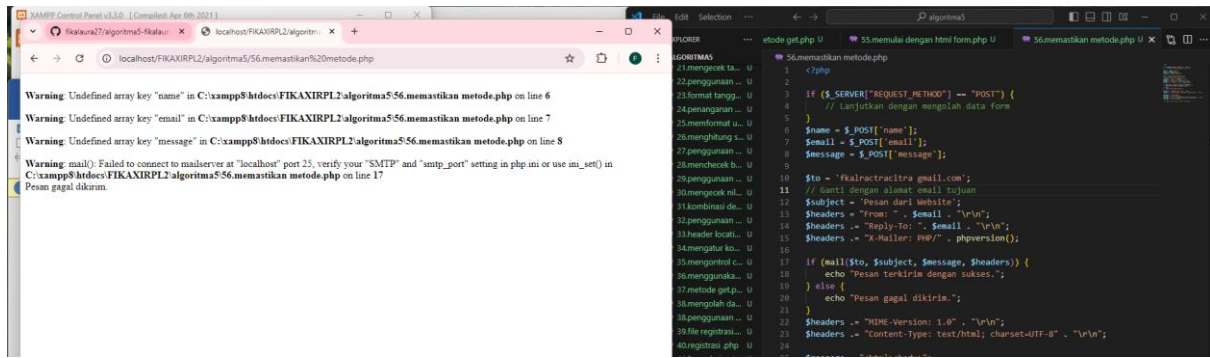 XAMPP Control Panel v3.3.0 [ Compiled: Apr 6th 2021 ]
fikalaura27/algoritma5-fikalaur
localhost/FIKAXIRPL2/algoritm
localhost/FIKAXIRPL2/algoritma5/56.memastikan%20metode.php
F
Warning: Undefined array key "name" in C:\xampp8\htdocs\FIKAXIRPL2\algoritma5\56.memastikan metode.php on line 6
Warning: Undefined array key "email" in C:\xampp8\htdocs\FIKAXIRPL2\algoritma5\56.memastikan metode.php on line 7
Warning: Undefined array key "message" in C:\xampp8\htdocs\FIKAXIRPL2\algoritma5\56.memastikan metode.php on line 8
Warning: mail(): Failed to connect to mailserver at "localhost" port 25, verify your "SMTP" and "smtp_port" setting in php.ini or use ini_set() in
C:\xampp8\htdocs\FIKAXIRPL2\algoritma5\56.memastikan metode.php on line 17
Pesan gagal dikirim.
File Edit Selection ...
algoritma5
XPLORER ...
LGORITMA5
21.mengecek ta... U
22.penggunaan ... U
23.format tangg... U
24.penanganan ... U
25.memformat u... U
26.menghitung s... U
27.penggunaan ... U
28.menchecek b... U
29.penggunaan ... U
30.mengecek nil... U
31.kombinasi de... U
32.penggunaan ... U
33.header locati... U
34.mengatur ko... U
35.mengontrol c... U
36.menggunaka... U
37.metode get.p... U
38.mengolah da... U
38.penggunaan ... U
39.file registrasi.... U
40.registrasi .php U
etode get.php U
55.memulai dengan html form.php U
56.memastikan metode.php U
56.memastikan metode.php
1 <?php
2
3 if ($_SERVER["REQUEST_METHOD"] == "POST") {
4 // Lanjutkan dengan mengolah data form
5 }
6 $name = $_POST['name'];
7 $email = $_POST['email'];
8 $message = $_POST['message'];
9
10 $to = 'fkalractracitra gmail.com';
11 // Ganti dengan alamat email tujuan
12 $subject = 'Pesan dari Website';
13 $headers = "From: " . $email . "\r\n";
14 $headers .= "Reply-To: ". $email . "\r\n";
15 $headers .= "X-Mailer: PHP/" . phpversion();
16
17 if (mail($to, $subject, $message, $headers)) {
18 echo "Pesan terkirim dengan sukses.";
19 } else {
20 echo "Pesan gagal dikirim.";
21 }
22 $headers .= "MIME-Version: 1.0" . "\r\n";
23 $headers .= "Content-Type: text/html; charset=UTF-8" . "\r\n";
24